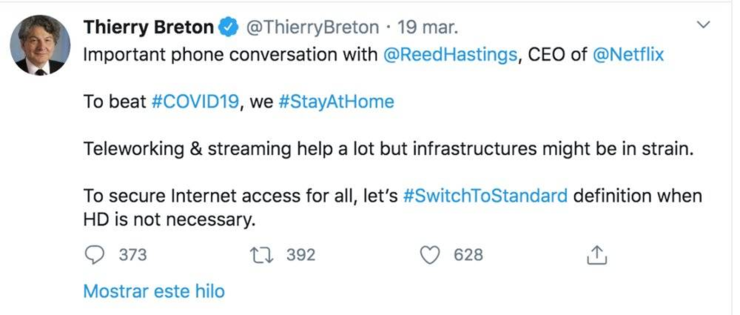 Thierry Breton @ThierryBreton · 19 mar.
Important phone conversation with @ReedHastings, CEO of @Netflix
To beat #COVID19, we #StayAtHome
Teleworking & streaming help a lot but infrastructures might be in strain.
To secure Internet access for all, let's #SwitchToStandard definition when
HD is not necessary.
373 392 628
Mostrar este hilo